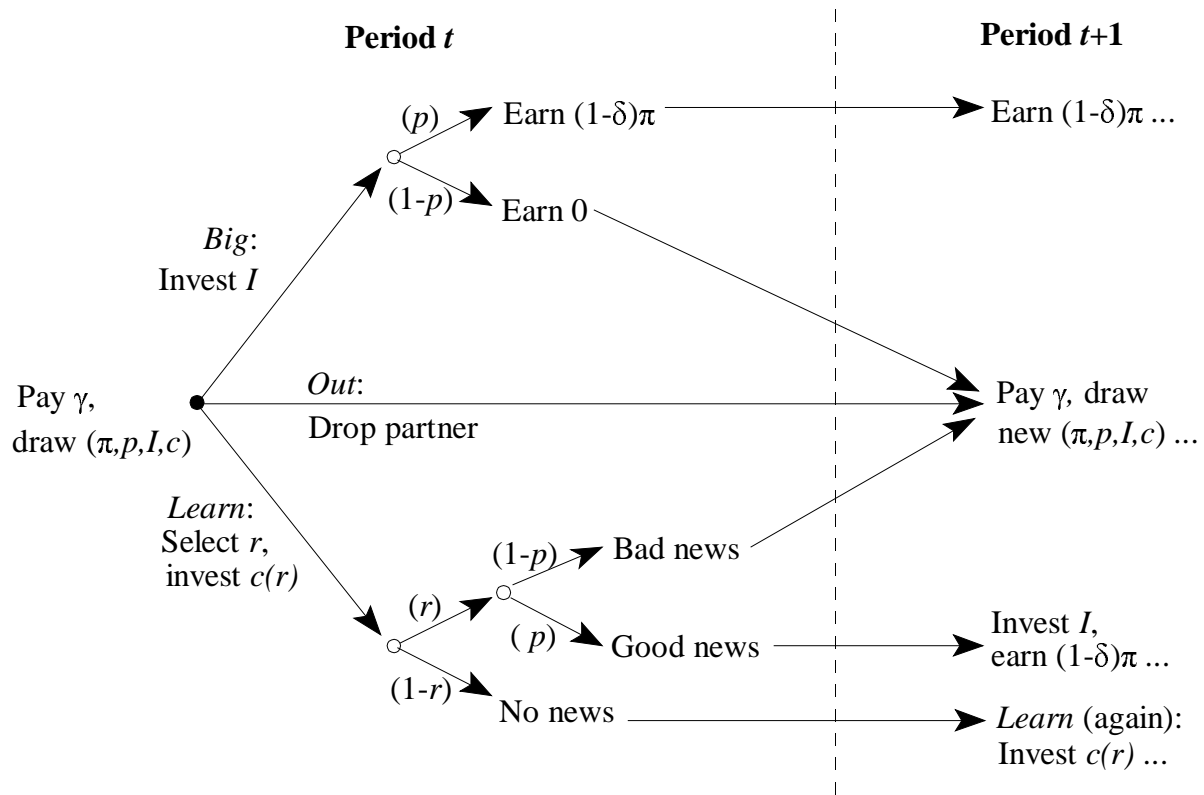 Period t
Period t+1
(p)
Earn (1-δ)π
Earn (1-δ)π ...
(1-p)
Earn 0
Big:
Invest I
Pay γ,
draw (π,p,I,c)
Out:
Drop partner
Pay γ, draw
new (π,p,I,c) ...
Learn:
Select r,
invest c(r)
(1-p)
Bad news
(r)
( p)
Good news
Invest I,
earn (1-δ)π ...
(1-r)
No news
Learn (again):
Invest c(r) ...